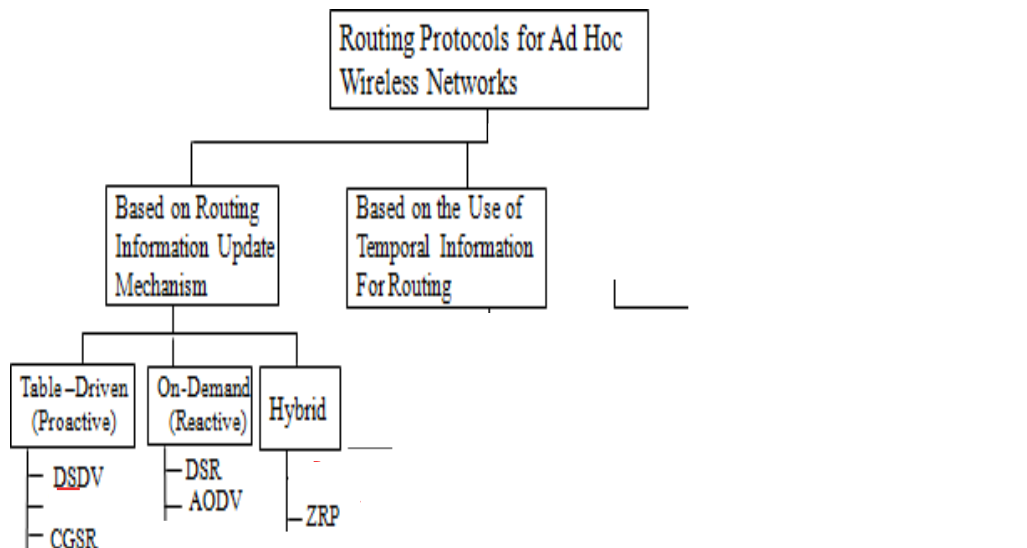 Routing Protocols for Ad Hoc
Wireless Networks
Based on Routing
Information Update
Mechanism
Based on the Use of
Temporal Information
For Routing
Table–Driven
(Proactive)
On-Demand
(Reactive)
Hybrid
DSDV
CGSR
DSR
AODV
ZRP